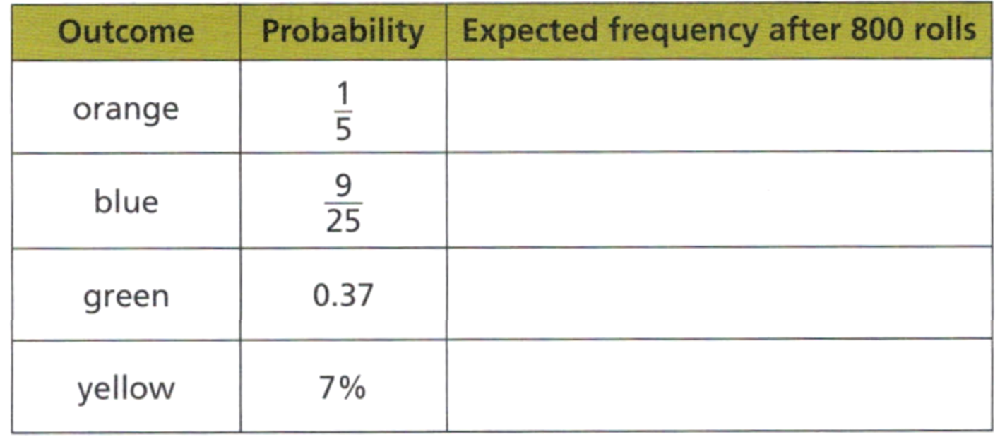 Outcome Probability Expected frequency after 800 rolls
orange 1/5
blue 9/25
green 0.37
yellow 7%